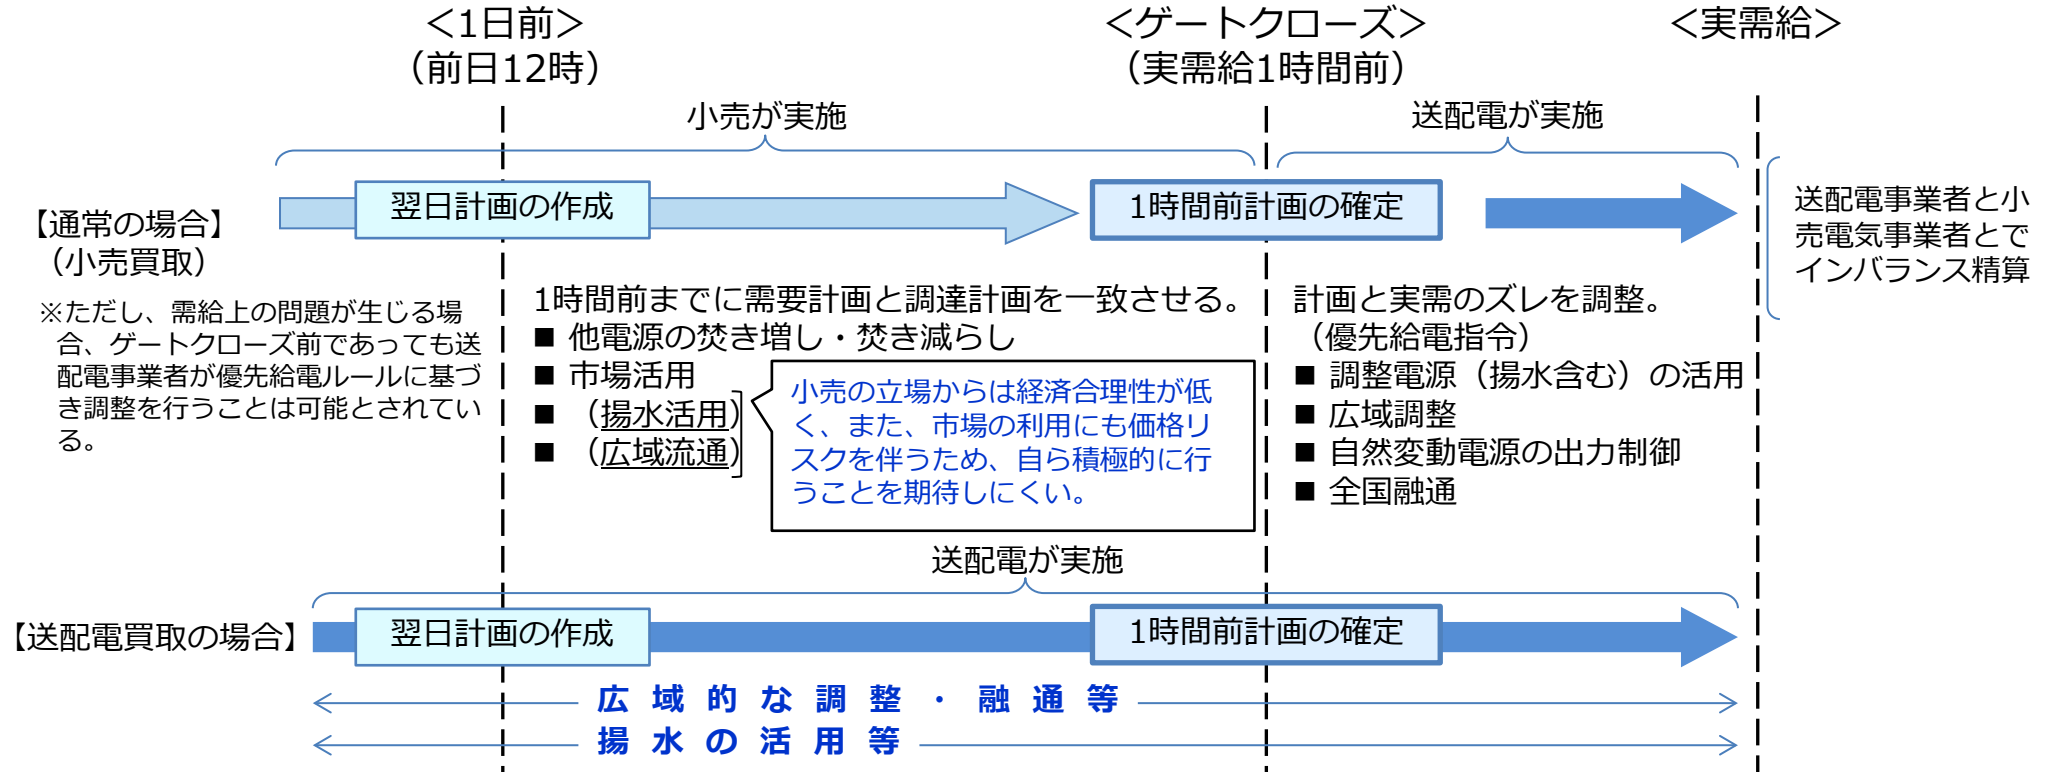 ＜1日前＞
（前日12時）
＜ゲートクローズ＞
（実需給1時間前）
＜実需給＞
小売が実施
送配電が実施
【通常の場合】
（小売買取）
翌日計画の作成
1時間前計画の確定
送配電事業者と小
売電気事業者とで
インバランス精算
※ただし、需給上の問題が生じる場
合、ゲートクローズ前であっても送
配電事業者が優先給電ルールに基づ
き調整を行うことは可能とされてい
る。
1時間前までに需要計画と調達計画を一致させる。
■ 他電源の焚き増し・焚き減らし
■ 市場活用
■ （揚水活用）
■ （広域流通）
小売の立場からは経済合理性が低
く、また、市場の利用にも価格リ
スクを伴うため、自ら積極的に行
うことを期待しにくい。
計画と実需のズレを調整。
（優先給電指令）
■ 調整電源（揚水含む）の活用
■ 広域調整
■ 自然変動電源の出力制御
■ 全国融通
送配電が実施
【送配電買取の場合】
翌日計画の作成
1時間前計画の確定
広域的な調整・融通等
揚水の活用等